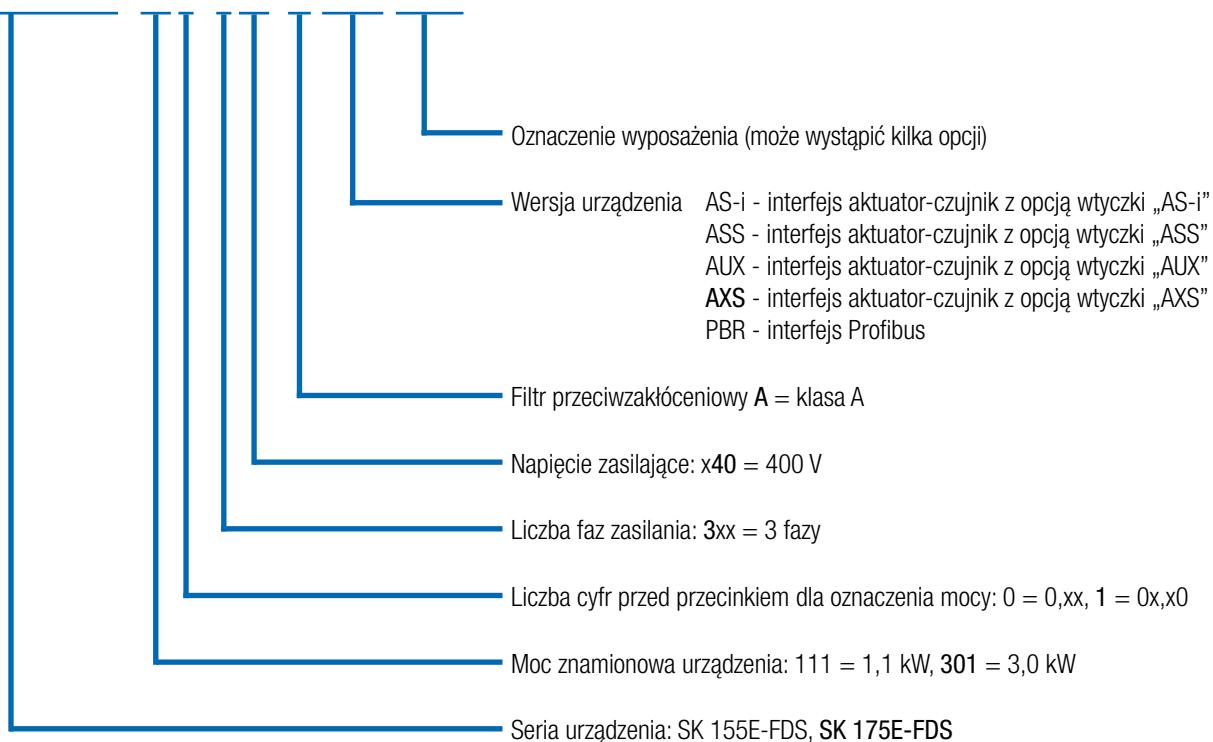 Oznaczenie wyposażenia (może wystąpić kilka opcji)
Wersja urządzenia AS-i - interfejs aktuator-czujnik z opcją wtyczki „AS-i”
ASS - interfejs aktuator-czujnik z opcją wtyczki „ASS”
AUX - interfejs aktuator-czujnik z opcją wtyczki „AUX”
AXS - interfejs aktuator-czujnik z opcją wtyczki „AXS”
PBR - interfejs Profibus
Filtr przeciwzakłóceniowy A = klasa A
Napięcie zasilające: x40 = 400 V
Liczba faz zasilania: 3xx = 3 fazy
Liczba cyfr przed przecinkiem dla oznaczenia mocy: 0 = 0,xx, 1 = 0x,x0
Moc znamionowa urządzenia: 111 = 1,1 kW, 301 = 3,0 kW
Seria urządzenia: SK 155E-FDS, SK 175E-FDS